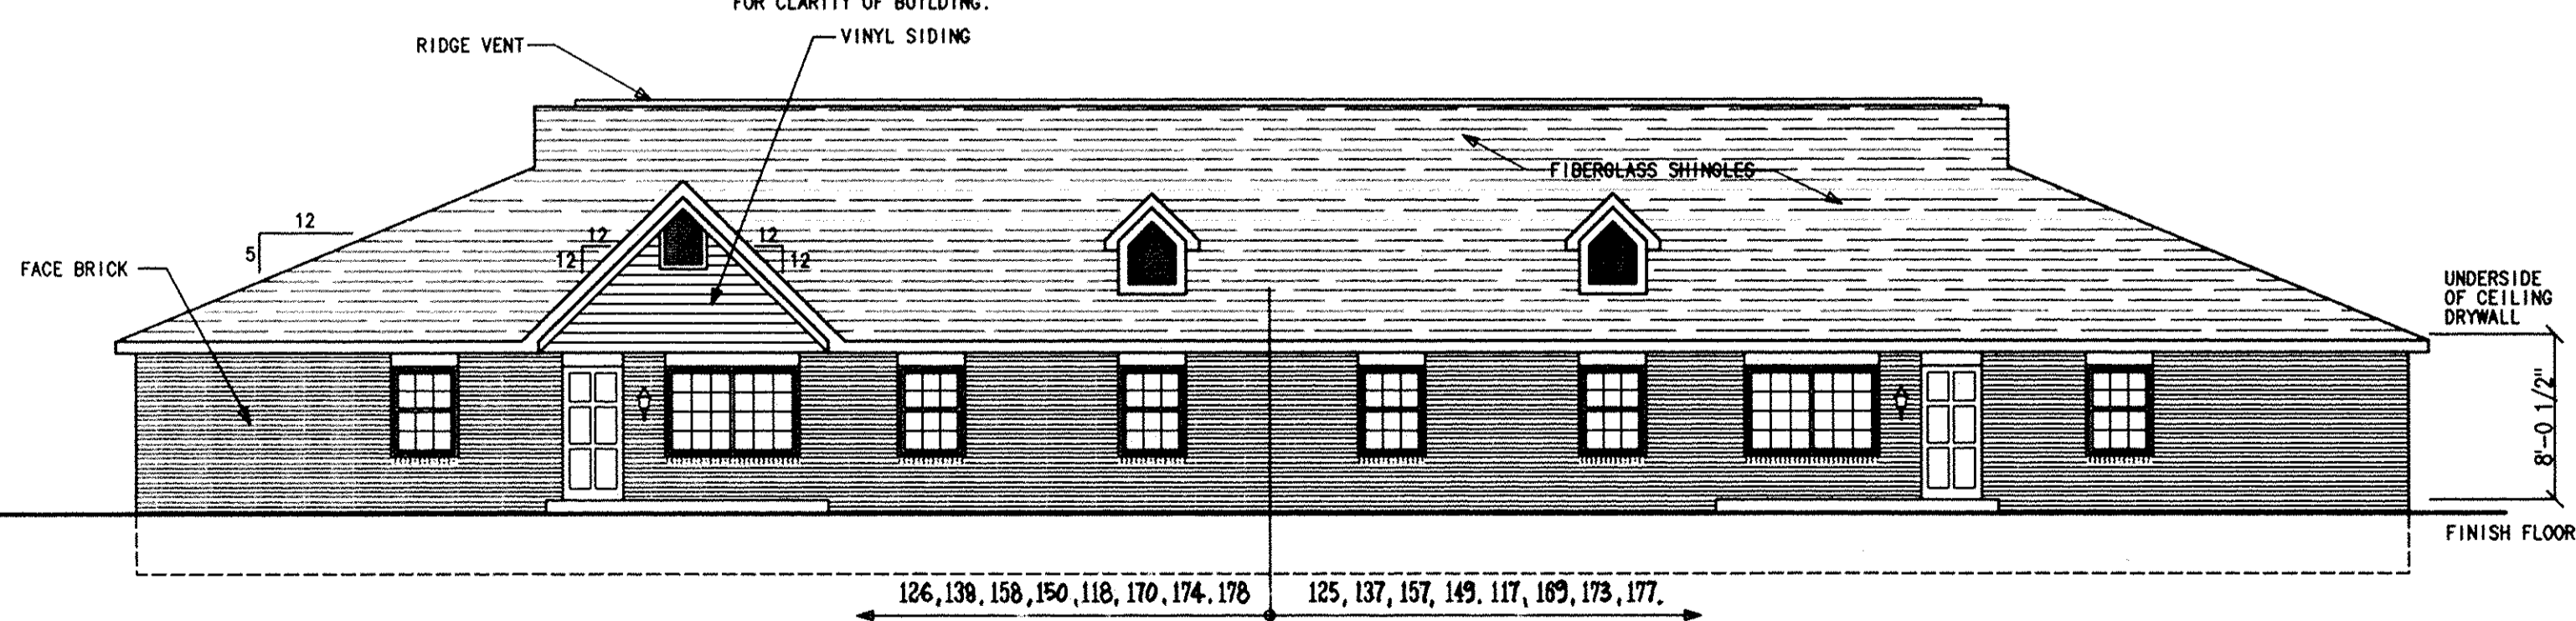 FOR CLARITY OF BUILDING.
RIDGE VENT
VINYL SIDING
FIBERGLASS SHINGLES
12
5
12
12
12
12
FACE BRICK
UNDERSIDE
OF CEILING
DRYWALL
8'-0 1/2"
FINISH FLOOR
126, 138, 158, 150, 118, 170, 174, 178
125, 137, 157, 149, 117, 169, 173, 177.